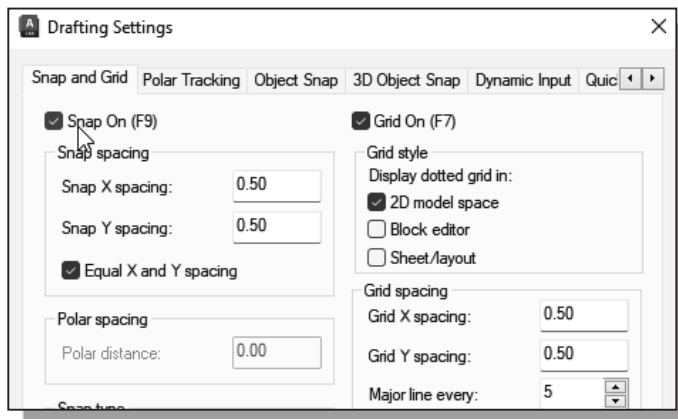 Drafting Settings
Snap and Grid Polar Tracking Object Snap 3D Object Snap Dynamic Input Quic
Snap On (F9)
Snap spacing
Snap X spacing: 0.50
Snap Y spacing: 0.50
Equal X and Y spacing
Polar spacing
Polar distance: 0.00
Snap type
Grid On (F7)
Grid style
Display dotted grid in:
2D model space
Block editor
Sheet/layout
Grid spacing
Grid X spacing: 0.50
Grid Y spacing: 0.50
Major line every: 5